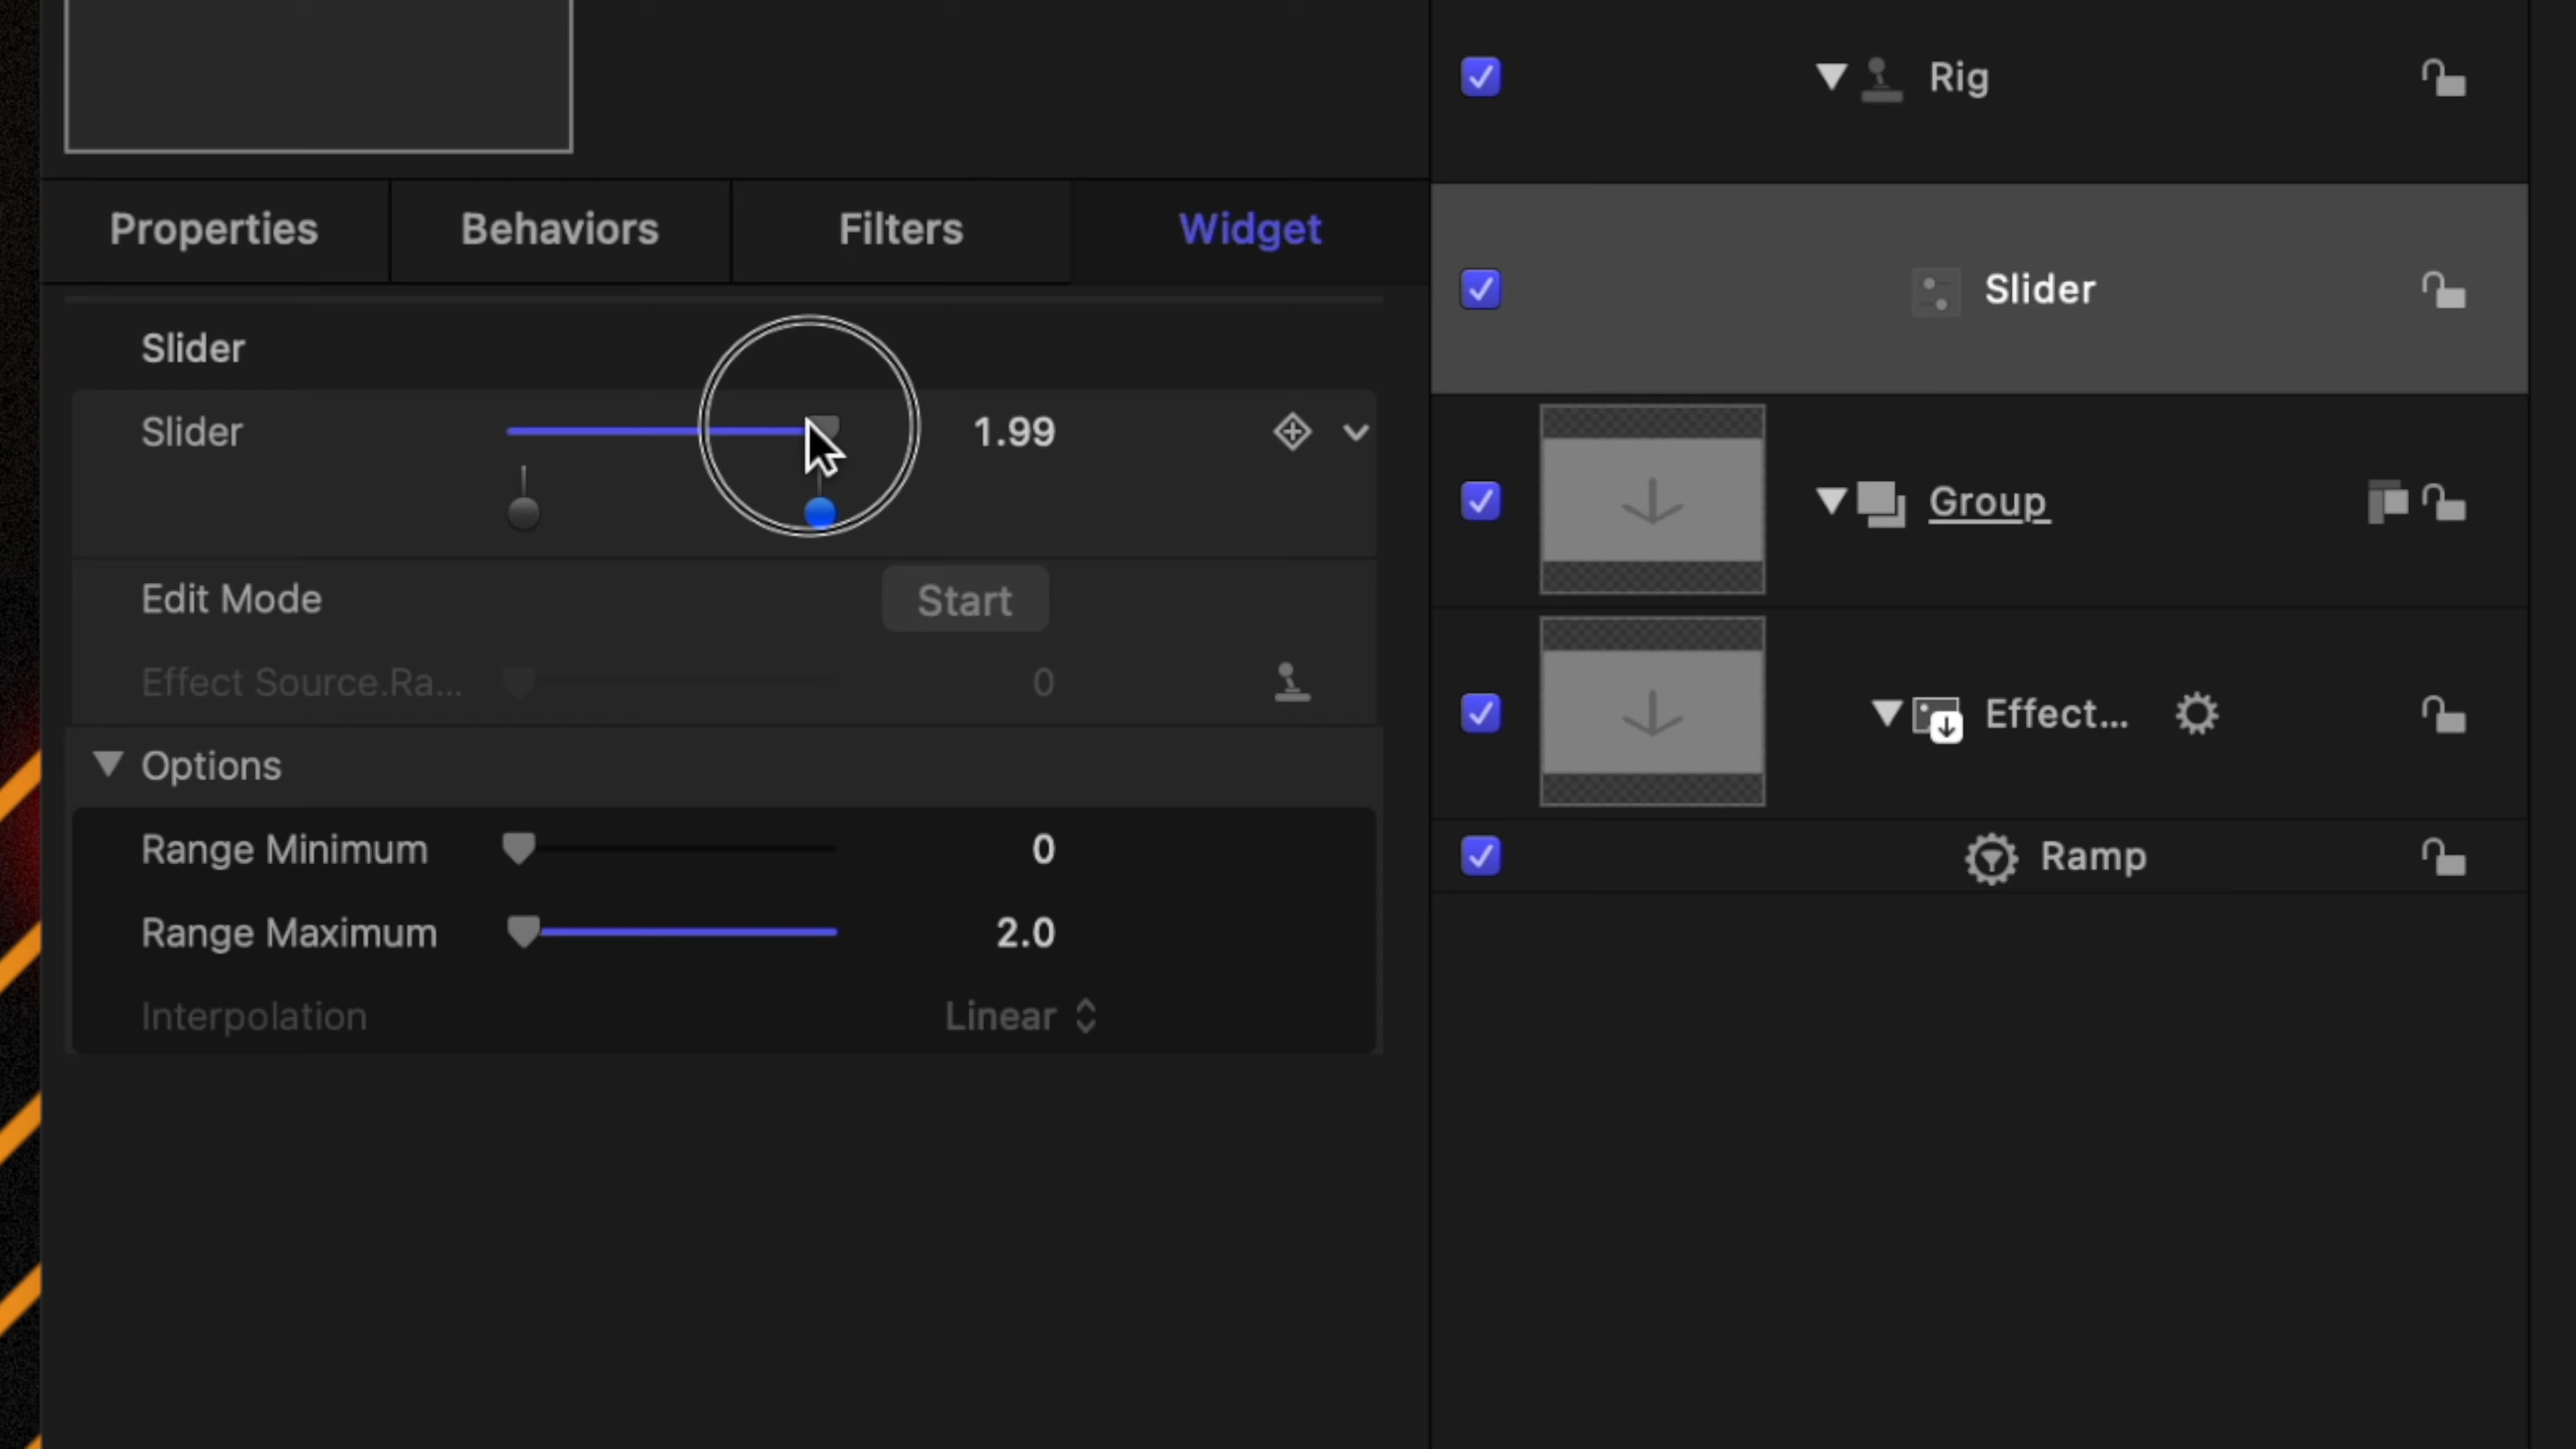 Properties
Behaviors
Filters
Widget
Slider
Slider
1.99
Edit Mode
Start
Effect Source.Ra...
0
Options
Range Minimum
0
Range Maximum
2.0
Interpolation
Linear
Rig
Slider
Group
Effect...
Ramp